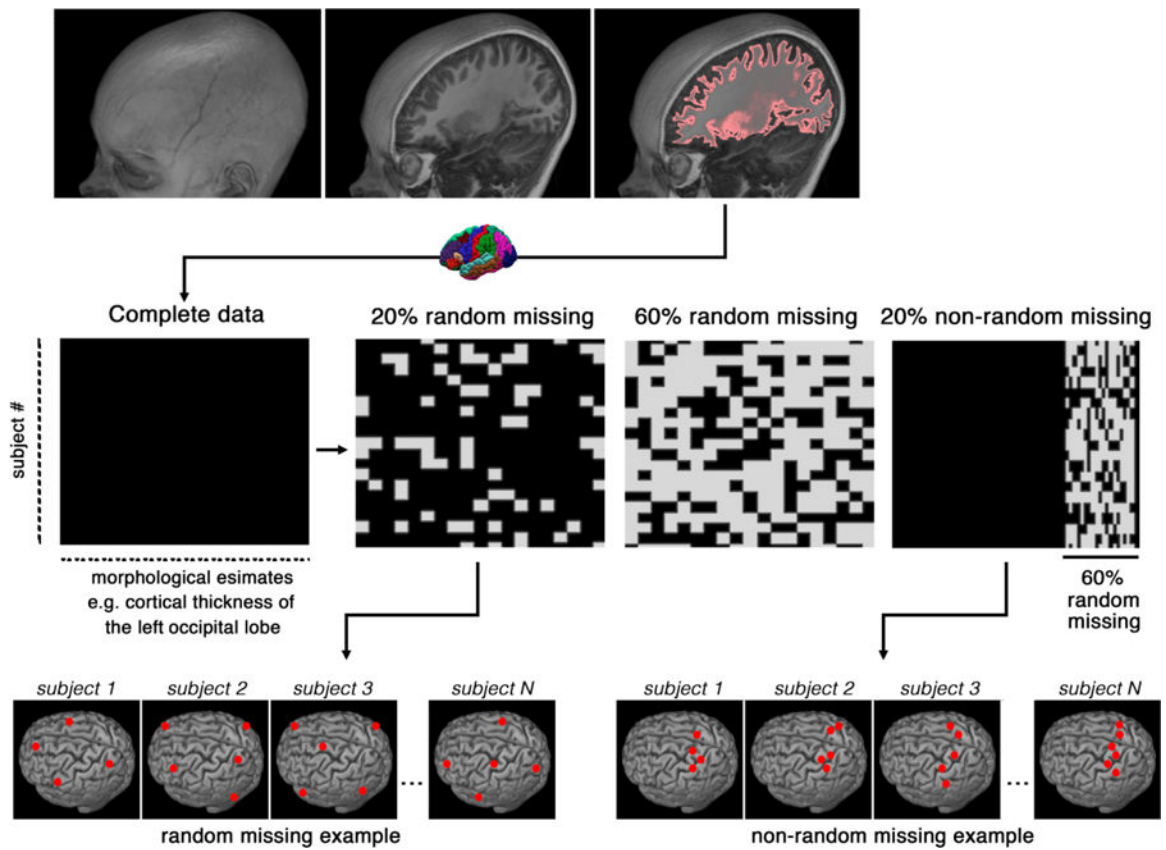 Complete data
20% random missing
60% random missing
20% non-random missing
subject #
morphological esimates
e.g. cortical thickness of
the left occipital lobe
60%
random
missing
subject 1
subject 2
subject 3
subject N
...
random missing example
subject 1
subject 2
subject 3
subject N
...
non-random missing example